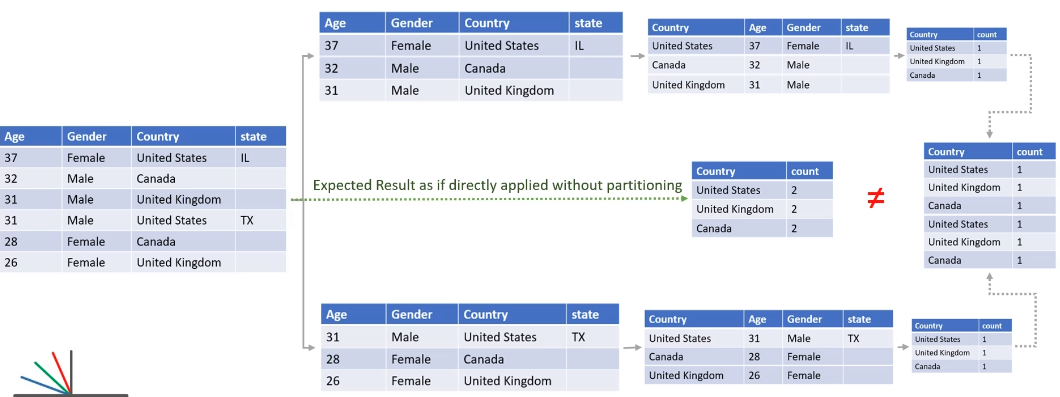 Age Gender Country state
37 Female United States IL
32 Male Canada
31 Male United Kingdom
31 Male United States TX
28 Female Canada
26 Female United Kingdom
Age Gender Country state
37 Female United States IL
32 Male Canada
31 Male United Kingdom
Country Age Gender state
United States 37 Female IL
Canada 32 Male
United Kingdom 31 Male
Country count
United States 1
United Kingdom 1
Canada 1
Expected Result as if directly applied without partitioning
Country count
United States 2
United Kingdom 2
Canada 2
≠
Country count
United States 1
United Kingdom 1
Canada 1
United States 1
United Kingdom 1
Canada 1
Age Gender Country state
31 Male United States TX
28 Female Canada
26 Female United Kingdom
Country Age Gender state
United States 31 Male TX
Canada 28 Female
United Kingdom 26 Female
Country count
United States 1
United Kingdom 1
Canada 1